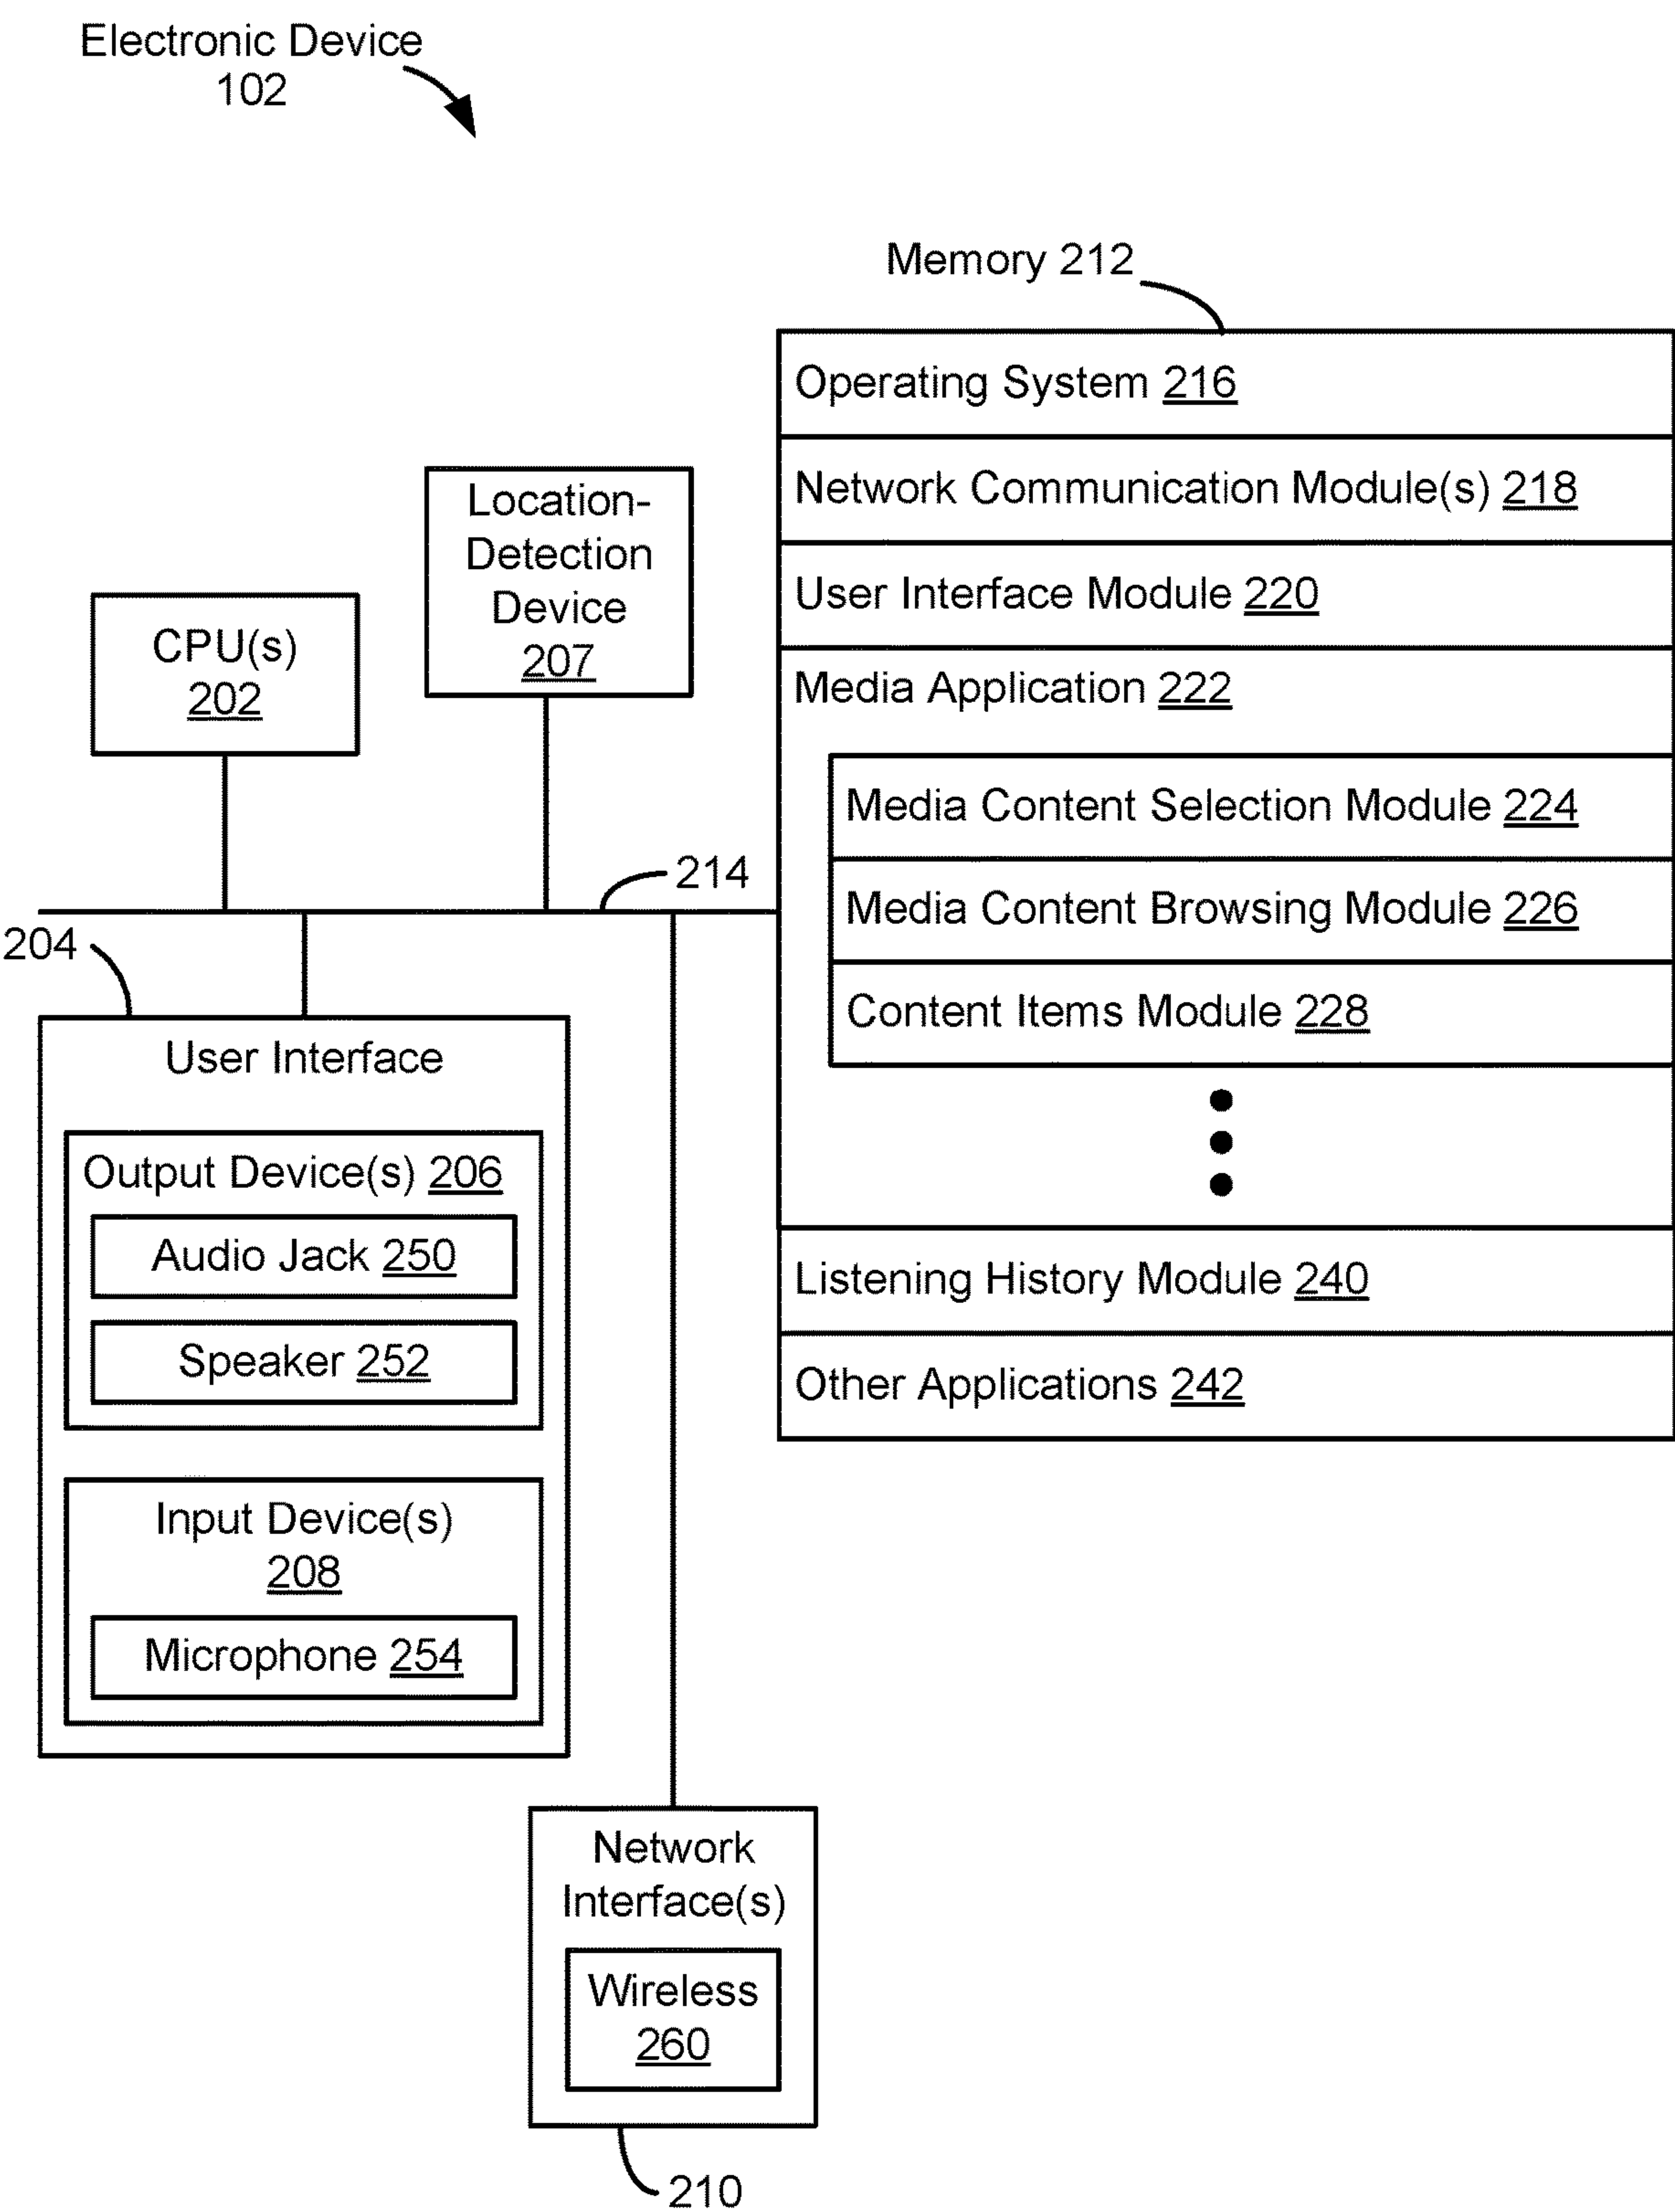 Electronic Device
102
Memory 212
Operating System 216
Network Communication Module(s) 218
User Interface Module 220
Media Application 222
Media Content Selection Module 224
Media Content Browsing Module 226
Content Items Module 228
Listening History Module 240
Other Applications 242
Location-
Detection
Device
207
CPU(s)
202
214
204
User Interface
Output Device(s) 206
Audio Jack 250
Speaker 252
Input Device(s)
208
Microphone 254
Network
Interface(s)
Wireless
260
210